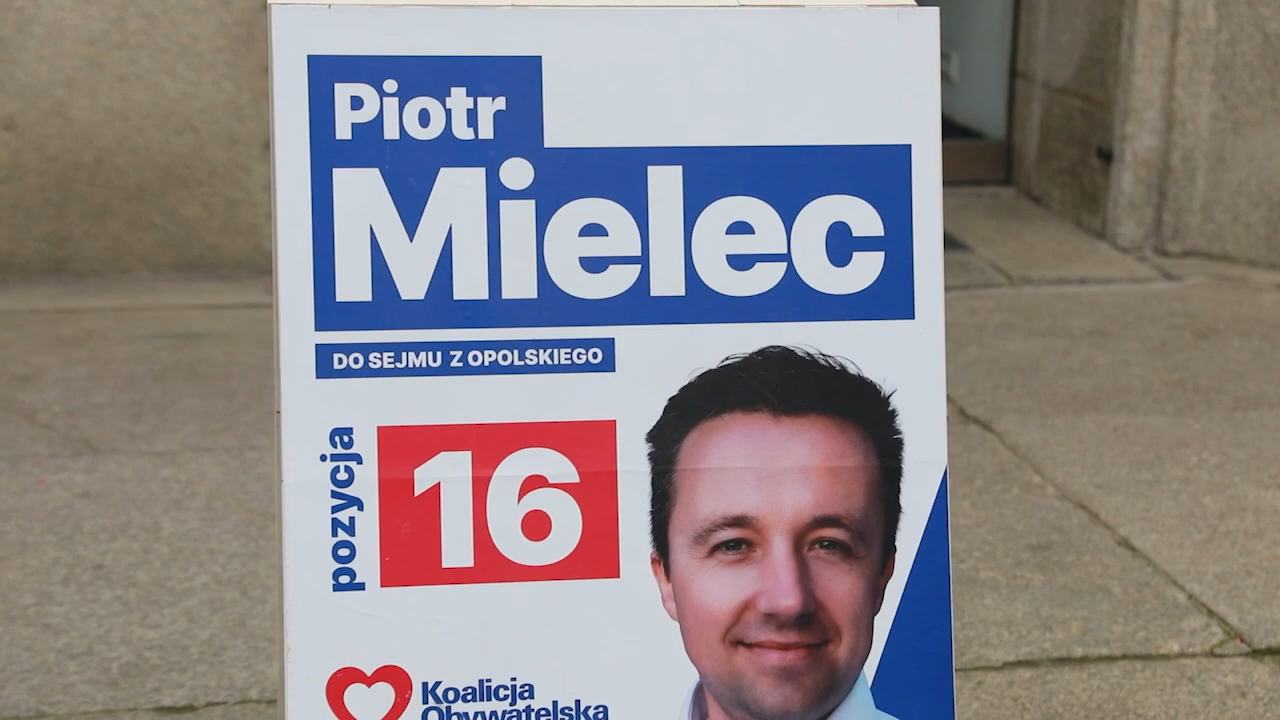 Piotr
Mielec
DO SEJMU Z OPOLSKIEGO
pozycja
16
Koalicja
Obywatelska